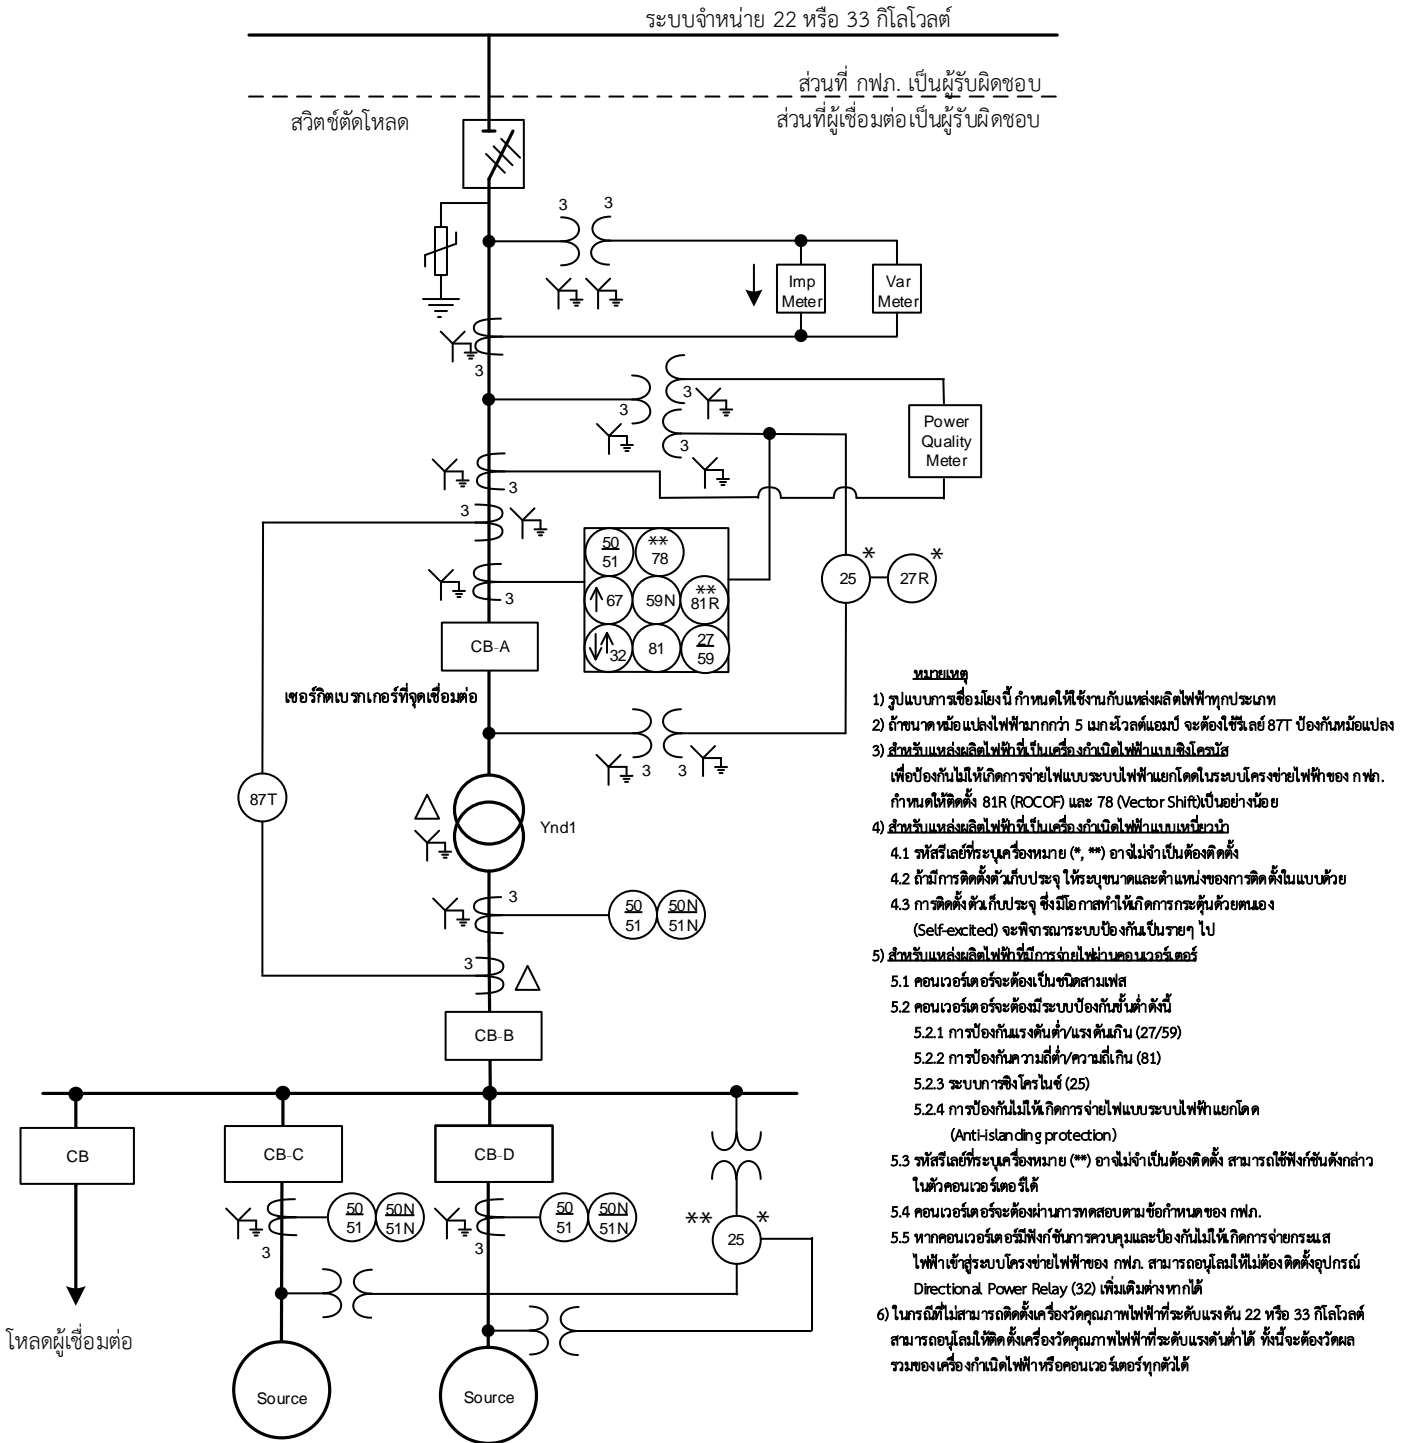 ระบบจำหน่าย 22 หรือ 33 กิโลโวลต์
ส่วนที่ กฟภ. เป็นผู้รับผิดชอบ
สวิตช์ตัดโหลด
ส่วนที่ผู้เชื่อมต่อเป็นผู้รับผิดชอบ
3
3
Imp
Meter
Var
Meter
3
3
3
3
Power
Quality
Meter
3
3
50
51
**
78
67
59N
**
81R
32
81
27
59
3
25
*
27R
*
CB-A
เซอร์กิตเบรกเกอร์ที่จุดเชื่อมต่อ
3
3
87T
Ynd1
3
50
51
50N
51N
3
CB-B
CB
CB-C
CB-D
50
51
50N
51N
3
50
51
50N
51N
3
**
25
*
โหลดผู้เชื่อมต่อ
Source
Source
หมายเหตุ
1) รูปแบบการเชื่อมโยงนี้ กำหนดให้ใช้งานกับแหล่งผลิตไฟฟ้าทุกประเภท
2) ถ้าขนาดหม้อแปลงไฟฟ้ามากกว่า 5 เมกะโวลต์แอมป์ จะต้องใช้รีเลย์ 87T ป้องกันหม้อแปลง
3) สำหรับแหล่งผลิตไฟฟ้าที่เป็นเครื่องกำเนิดไฟฟ้าแบบซิงโครนัส
เพื่อป้องกันไม่ให้เกิดการจ่ายไฟแบบระบบไฟฟ้าแยกโดดในระบบโครงข่ายไฟฟ้าของ กฟภ.
กำหนดให้ติดตั้ง 81R (ROCOF) และ 78 (Vector Shift)เป็นอย่างน้อย
4) สำหรับแหล่งผลิตไฟฟ้าที่เป็นเครื่องกำเนิดไฟฟ้าแบบเหนี่ยวนำ
4.1 รหัสรีเลย์ที่ระบุเครื่องหมาย (*, **) อาจไม่จำเป็นต้องติดตั้ง
4.2 ถ้ามีการติดตั้งตัวเก็บประจุ ให้ระบุขนาดและตำแหน่งของการติดตั้งในแบบด้วย
4.3 การติดตั้งตัวเก็บประจุ ซึ่งมีโอกาสทำให้เกิดการกระตุ้นด้วยตนเอง
(Self-excited) จะพิจารณาระบบป้องกันเป็นรายๆ ไป
5) สำหรับแหล่งผลิตไฟฟ้าที่มีการจ่ายไฟผ่านคอนเวอร์เตอร์
5.1 คอนเวอร์เตอร์จะต้องเป็นชนิดสามเฟส
5.2 คอนเวอร์เตอร์จะต้องมีระบบป้องกันขั้นต่ำดังนี้
5.2.1 การป้องกันแรงดันต่ำ/แรงดันเกิน (27/59)
5.2.2 การป้องกันความถี่ต่ำ/ความถี่เกิน (81)
5.2.3 ระบบการซิงโครไนซ์ (25)
5.2.4 การป้องกันไม่ให้เกิดการจ่ายไฟแบบระบบไฟฟ้าแยกโดด
(Anti-islanding protection)
5.3 รหัสรีเลย์ที่ระบุเครื่องหมาย (**) อาจไม่จำเป็นต้องติดตั้ง สามารถใช้ฟังก์ชันดังกล่าว
ในตัวคอนเวอร์เตอร์ได้
5.4 คอนเวอร์เตอร์จะต้องผ่านการทดสอบตามข้อกำหนดของ กฟภ.
5.5 หากคอนเวอร์เตอร์มีฟังก์ชันการควบคุมและป้องกันไม่ให้เกิดการจ่ายกระแส
ไฟฟ้าเข้าสู่ระบบโครงข่ายไฟฟ้าของ กฟภ. สามารถอนุโลมให้ไม่ต้องติดตั้งอุปกรณ์
Directional Power Relay (32) เพิ่มเติมต่างหากได้
6) ในกรณีที่ไม่สามารถติดตั้งเครื่องวัดคุณภาพไฟฟ้าที่ระดับแรงดัน 22 หรือ 33 กิโลโวลต์
สามารถอนุโลมให้ติดตั้งเครื่องวัดคุณภาพไฟฟ้าที่ระดับแรงดันต่ำได้ ทั้งนี้จะต้องวัดผล
รวมของเครื่องกำเนิดไฟฟ้าหรือคอนเวอร์เตอร์ทุกตัวได้